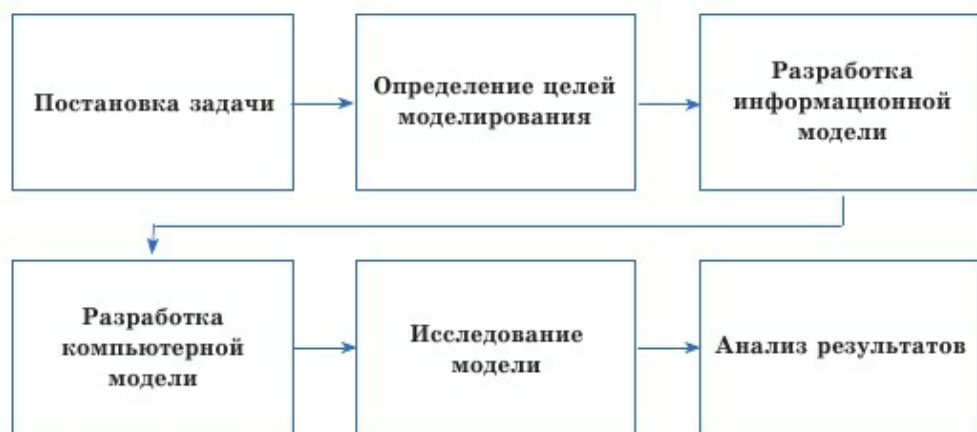 Постановка задачи
Определение целей
моделирования
Разработка
информационной
модели
Разработка
компьютерной
модели
Исследование
модели
Анализ результатов